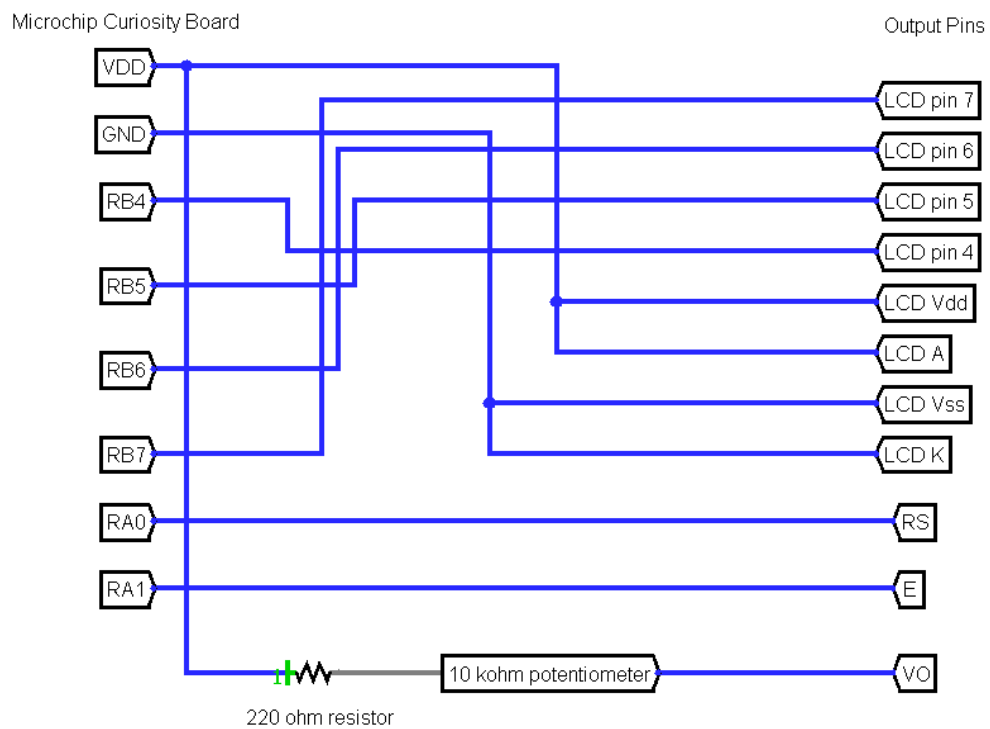 Microchip Curiosity Board
Output Pins
VDD
GND
RB4
RB5
RB6
RB7
RA0
RA1
LCD pin 7
LCD pin 6
LCD pin 5
LCD pin 4
LCD Vdd
LCD A
LCD Vss
LCD K
RS
E
1
10 kohm potentiometer
VO
220 ohm resistor